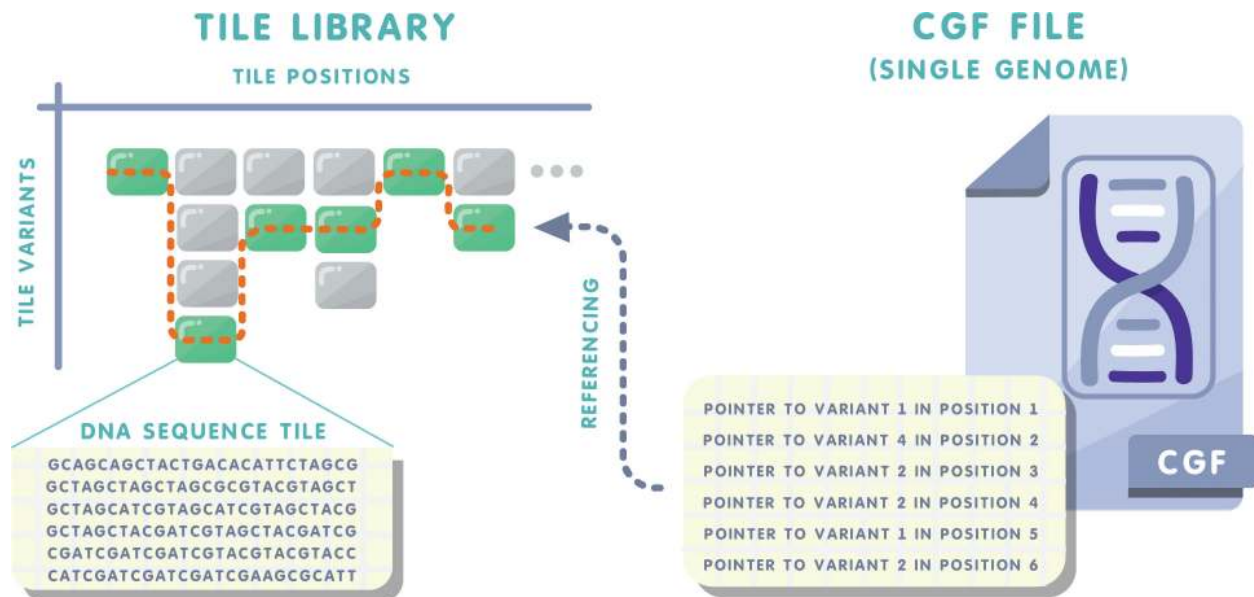 TILE LIBRARY
TILE POSITIONS
TILE VARIANTS
DNA SEQUENCE TILE
GCAGCAGCTACTGACACATTCTAGCG
GCTAGCTAGCTAGCGCGTACGTAGCT
GCTAGCATCGTAGCATCGTAGCTACG
GCTAGCTACGATCGTAGCTACGATCG
CGATCGATCGATCGTACGTACGTACC
CATCGATCGATCGATCGAAGCGCATT
REFERENCING
CGF FILE
(SINGLE GENOME)
CGF
POINTER TO VARIANT 1 IN POSITION 1
POINTER TO VARIANT 4 IN POSITION 2
POINTER TO VARIANT 2 IN POSITION 3
POINTER TO VARIANT 2 IN POSITION 4
POINTER TO VARIANT 1 IN POSITION 5
POINTER TO VARIANT 2 IN POSITION 6